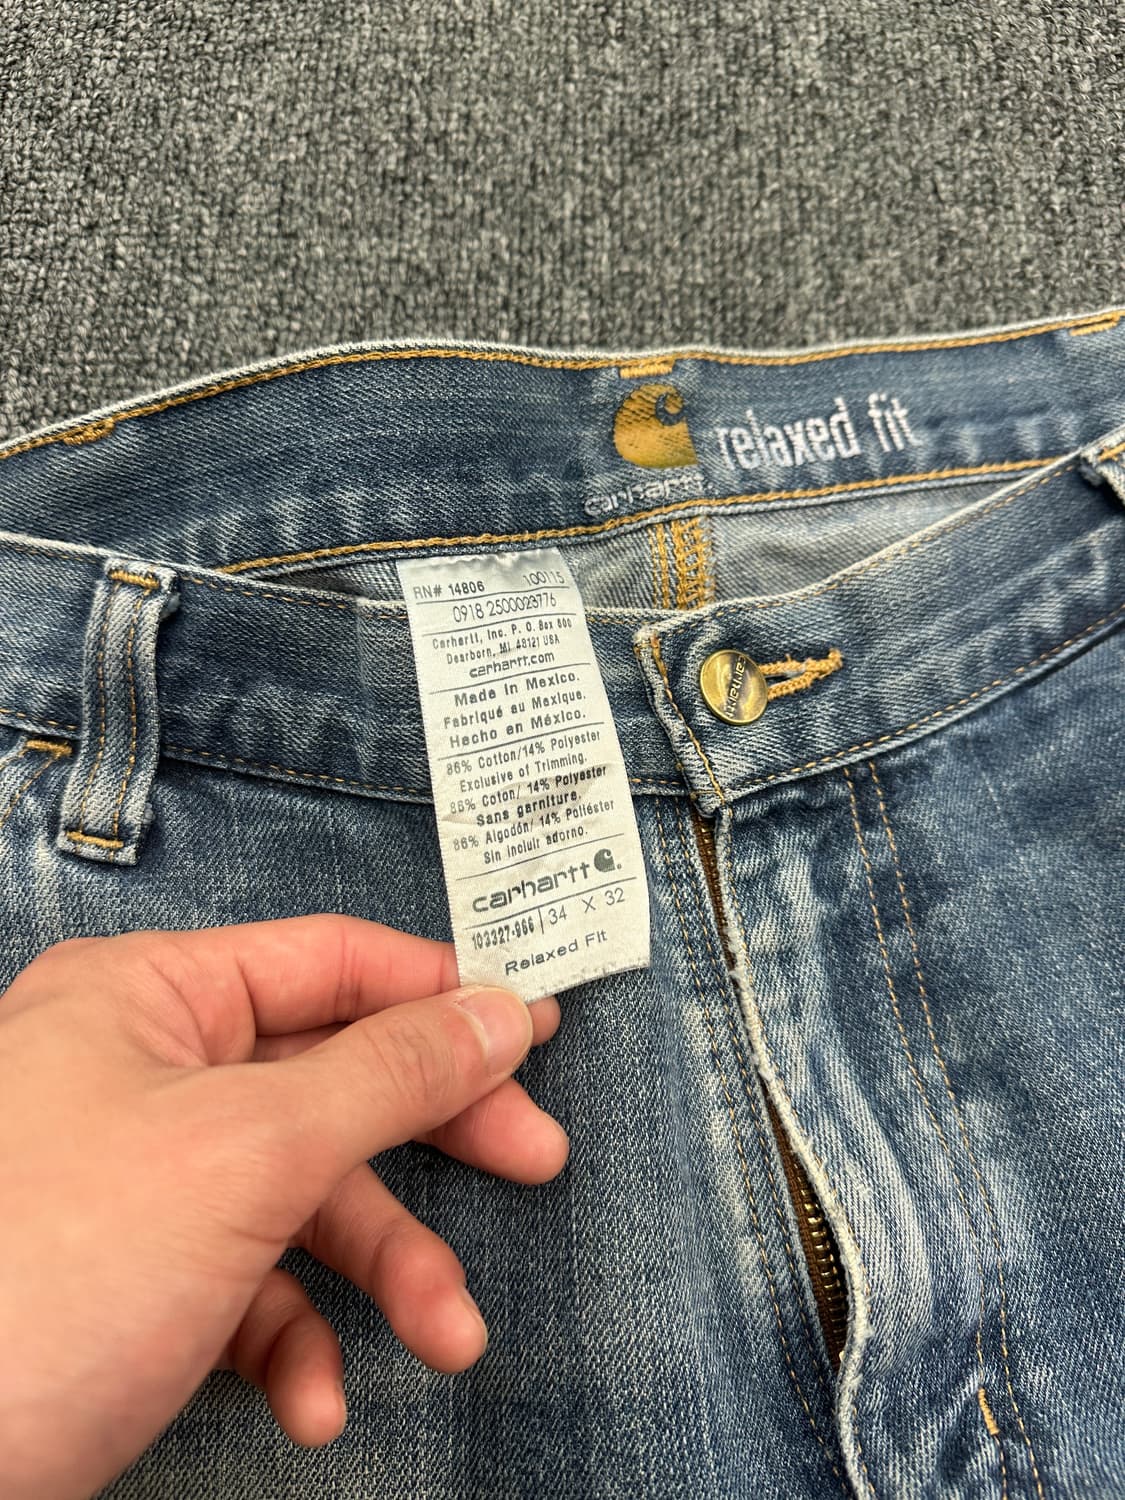 relaxed fit
carhartt
RN# 14806 100115
0918 2500023776
Carhartt, Inc. P. O. Box 600
Dearborn, MI 48121 USA
carhartt.com
Made in Mexico.
Fabriqué au Mexique.
Hecho en México.
86% Cotton/14% Polyester
Exclusive of Trimming.
86% Coton/ 14% Polyester
Sans garniture.
86% Algodón/ 14% Poliéster
Sin incluir adorno.
carhartt
103327-966 | 34 X 32
Relaxed Fit